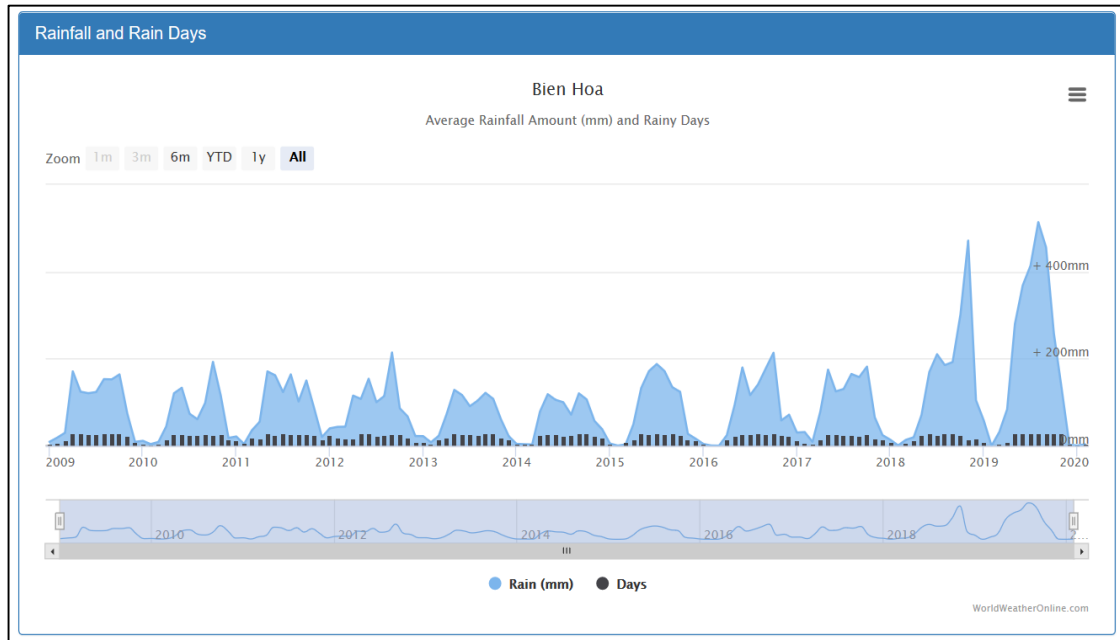 Rainfall and Rain Days
Bien Hoa
Average Rainfall Amount (mm) and Rainy Days
Zoom 1m 3m 6m YTD 1y All
+ 400mm
+ 200mm
2009 2010 2011 2012 2013 2014 2015 2016 2017 2018 2019 2020
2010 2012 2014 2016 2018
Rain (mm) Days
WorldWeatherOnline.com